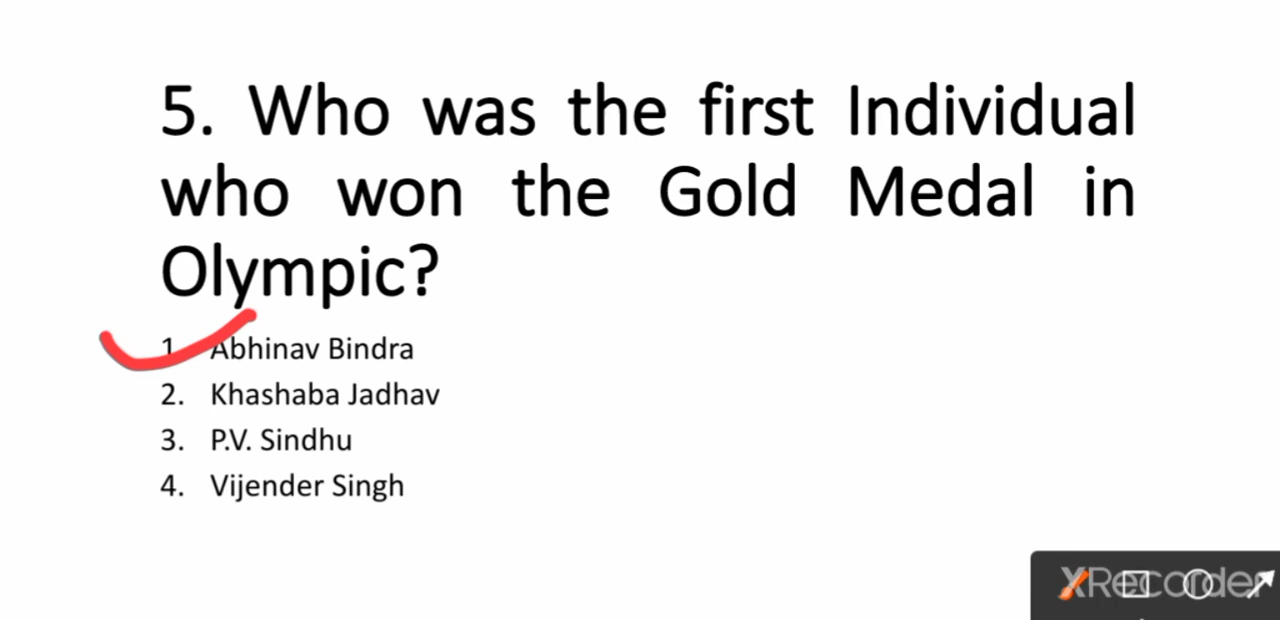 5. Who was the first Individual
who won the Gold Medal in
Olympic?
1. Abhinav Bindra
2. Khashaba Jadhav
3. P.V. Sindhu
4. Vijender Singh
XRecorder